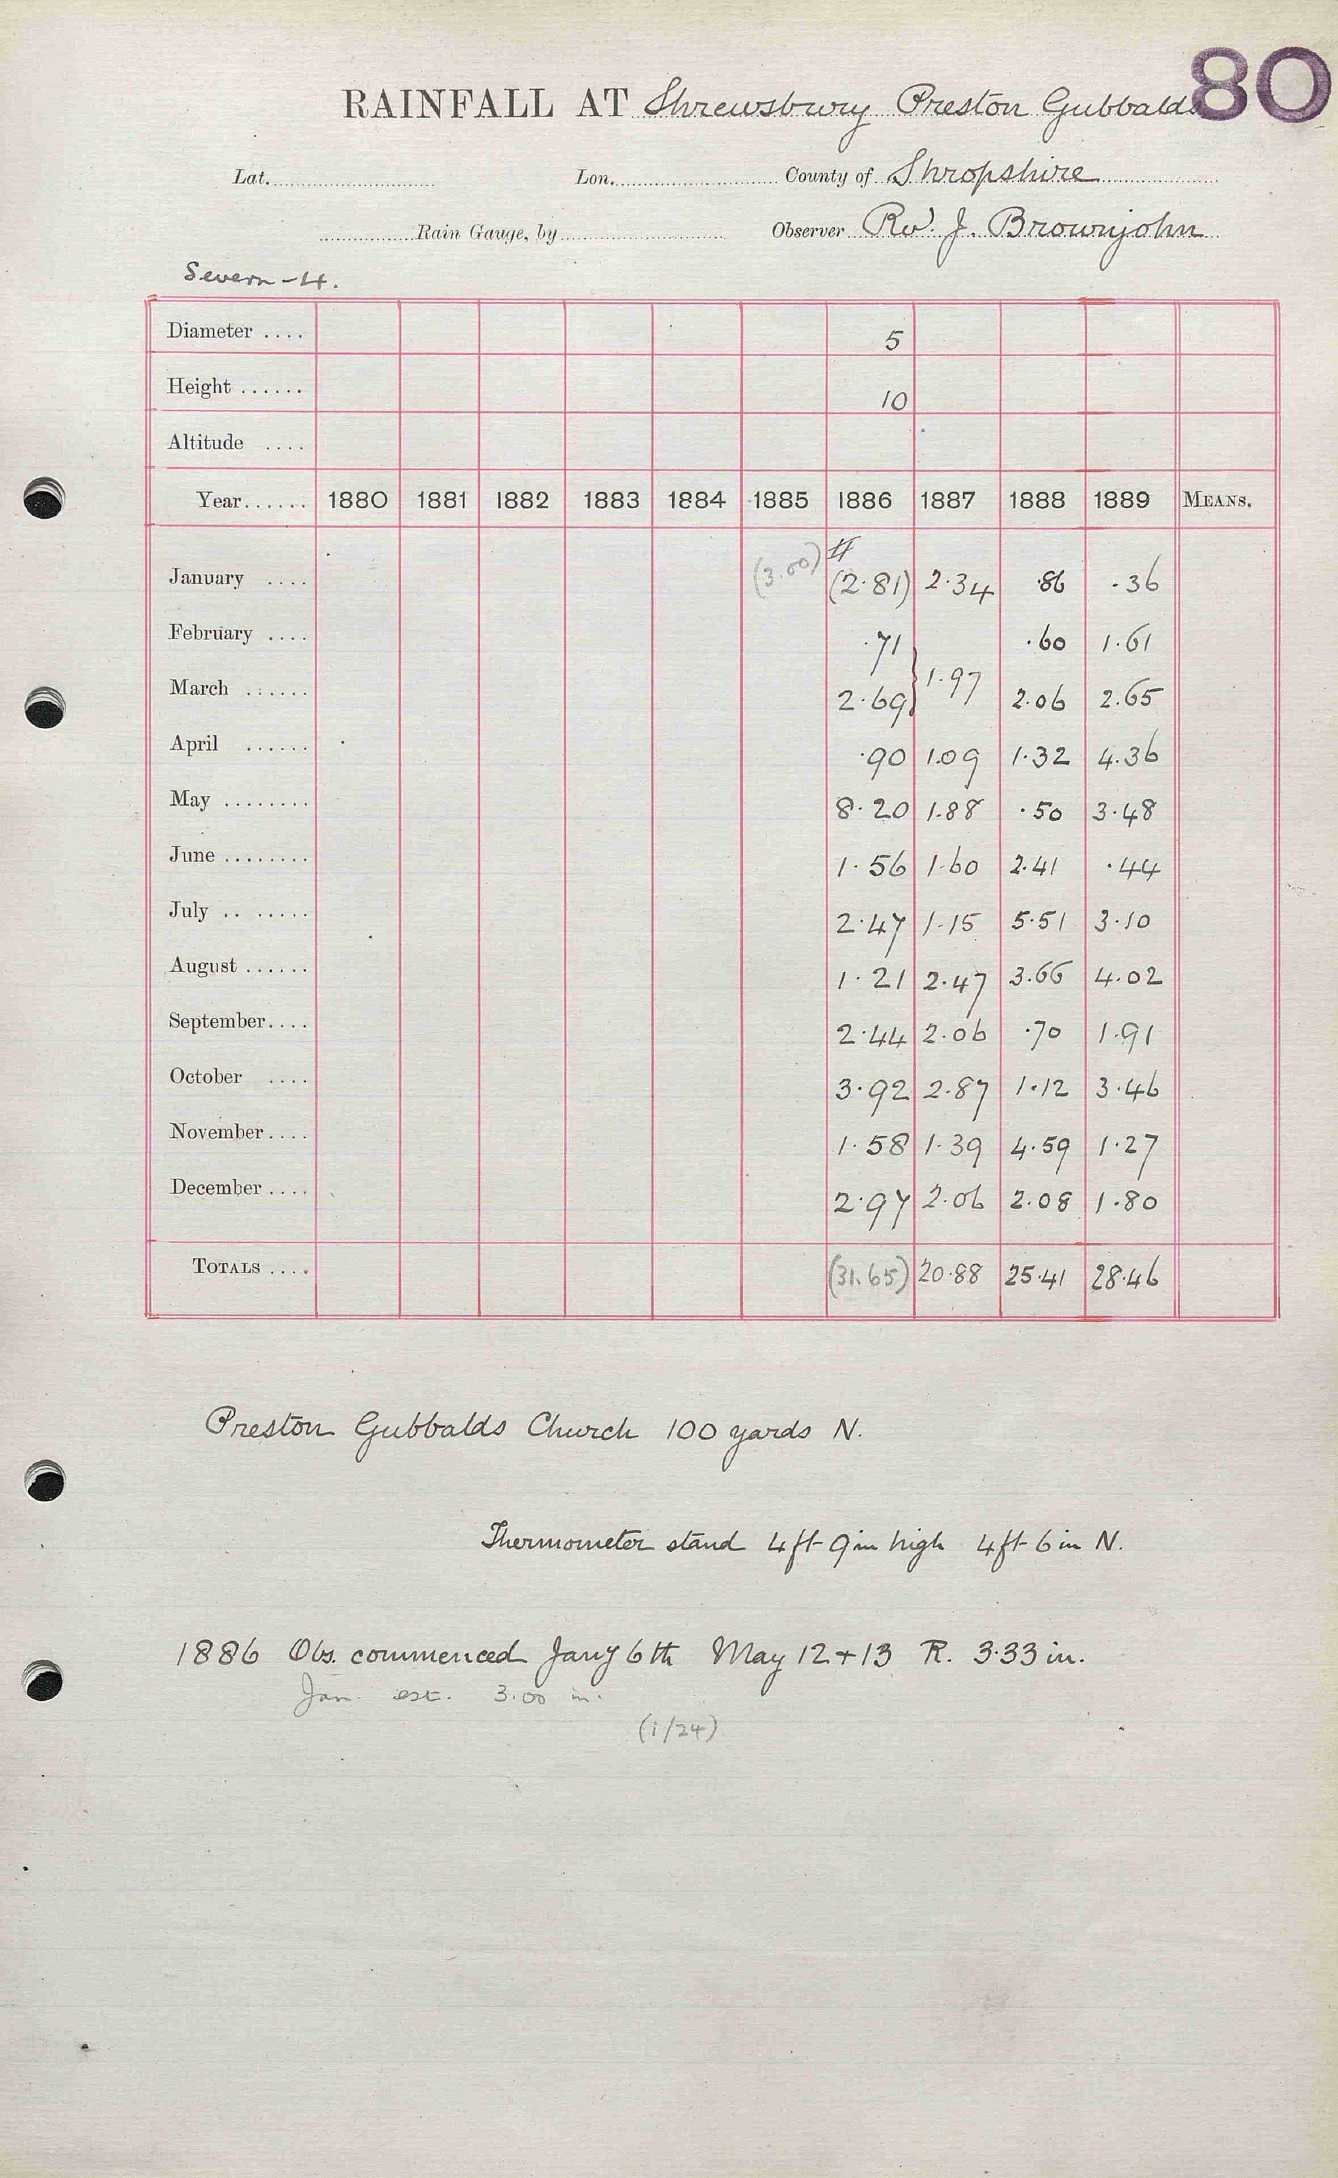 80
RAINFALL AT Shrewsbury Preston Gubbalds
Lat. Lon. County of Shropshire
Rain Gauge, by Observer Rev. J. Brownjohn
Severn - 4.
Diameter .... 5
Height ...... 10
Altitude ....
Year...... 1880 1881 1882 1883 1884 1885 1886 1887 1888 1889 MEANS.
January .... (3.00) # (2.81) 2.34 .86 .36
February .... .71 } 1.97 .60 1.61
March ...... 2.69 2.06 2.65
April ...... .90 1.09 1.32 4.36
May ........ 8.20 1.88 .50 3.48
June ........ 1.56 1.60 2.41 .44
July .. ..... 2.47 1.15 5.51 3.10
August ...... 1.21 2.47 3.66 4.02
September.... 2.44 2.06 .70 1.91
October .... 3.92 2.87 1.12 3.46
November.... 1.58 1.39 4.59 1.27
December .... 2.97 2.06 2.08 1.80
TOTALS .... (31.65) 20.88 25.41 28.46
Preston Gubbalds Church 100 yards N.
Thermometer stand 4ft 9in high 4ft 6in N.
1886 Obs. commenced Jany 6th May 12 + 13 R. 3.33 in.
Jan. est. 3.00 in.
(i/24)